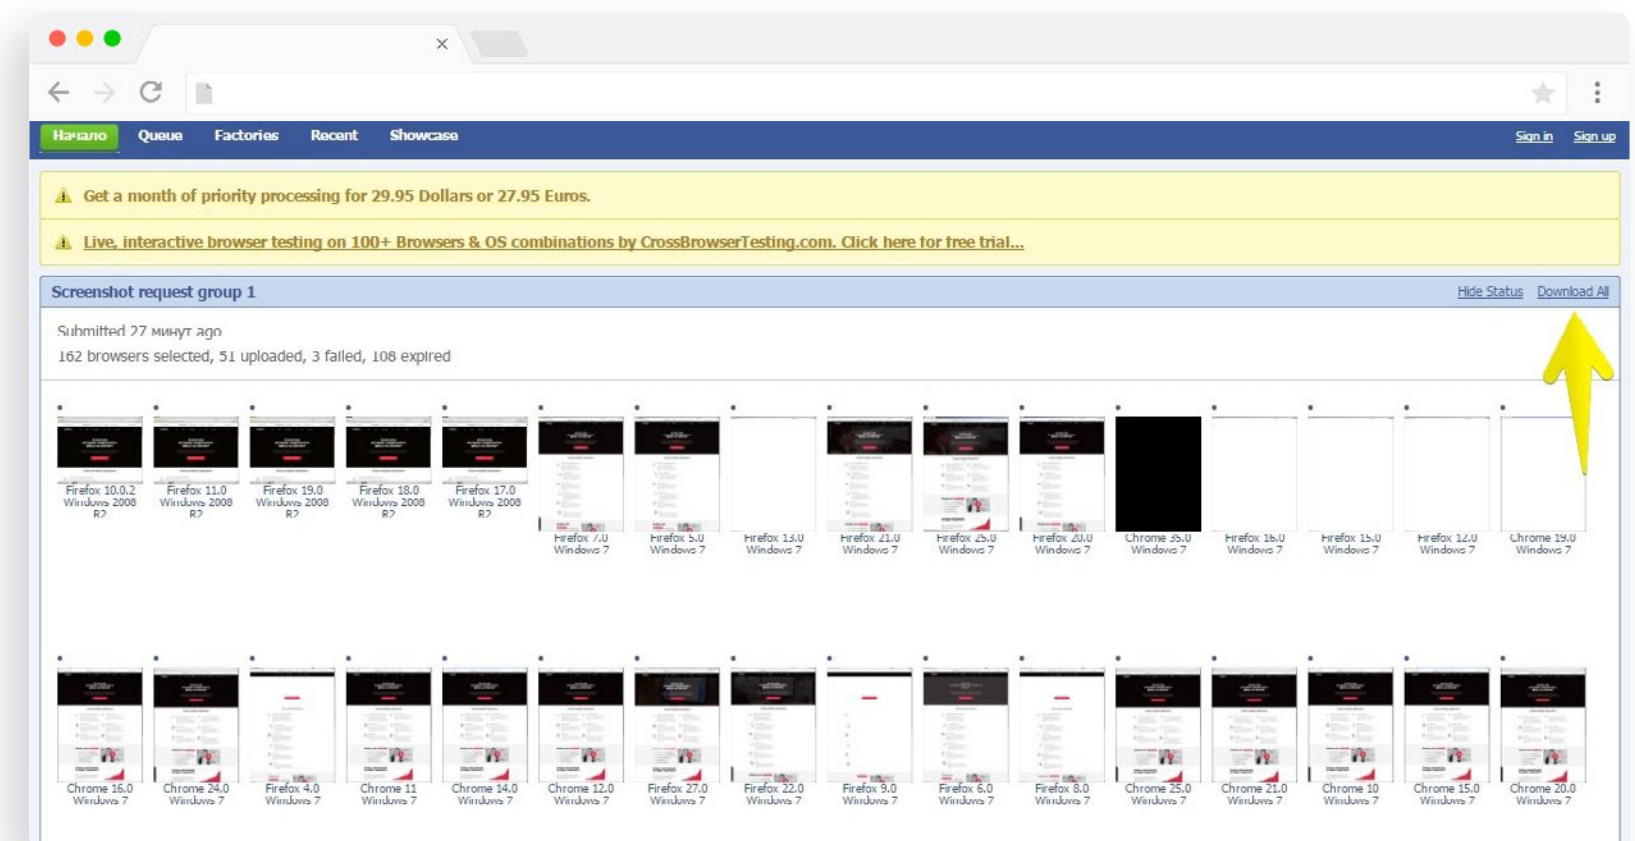 Начало Queue Factories Recent Showcase Sign in Sign up
Get a month of priority processing for 29.95 Dollars or 27.95 Euros.
Live, interactive browser testing on 100+ Browsers & OS combinations by CrossBrowserTesting.com. Click here for free trial...
Screenshot request group 1 Hide Status Download All
Submitted 27 минут ago
162 browsers selected, 51 uploaded, 3 failed, 108 expired
Firefox 10.0.2 Firefox 11.0 Firefox 19.0 Firefox 18.0 Firefox 17.0
Windows 2008 Windows 2008 Windows 2008 Windows 2008 Windows 2008
R2 R2 R2 R2 R2
Firefox 7.0 Firefox 5.0 Firefox 13.0 Firefox 21.0 Firefox 25.0 Firefox 20.0 Chrome 35.0 Firefox 16.0 Firefox 15.0 Firefox 12.0 Chrome 19.0
Windows 7 Windows 7 Windows 7 Windows 7 Windows 7 Windows 7 Windows 7 Windows 7 Windows 7 Windows 7 Windows 7
Chrome 16.0 Chrome 24.0 Firefox 4.0 Chrome 11 Chrome 14.0 Chrome 12.0 Firefox 27.0 Firefox 22.0 Firefox 9.0 Firefox 6.0 Firefox 8.0 Chrome 25.0 Chrome 21.0 Chrome 10 Chrome 15.0 Chrome 20.0
Windows 7 Windows 7 Windows 7 Windows 7 Windows 7 Windows 7 Windows 7 Windows 7 Windows 7 Windows 7 Windows 7 Windows 7 Windows 7 Windows 7 Windows 7 Windows 7